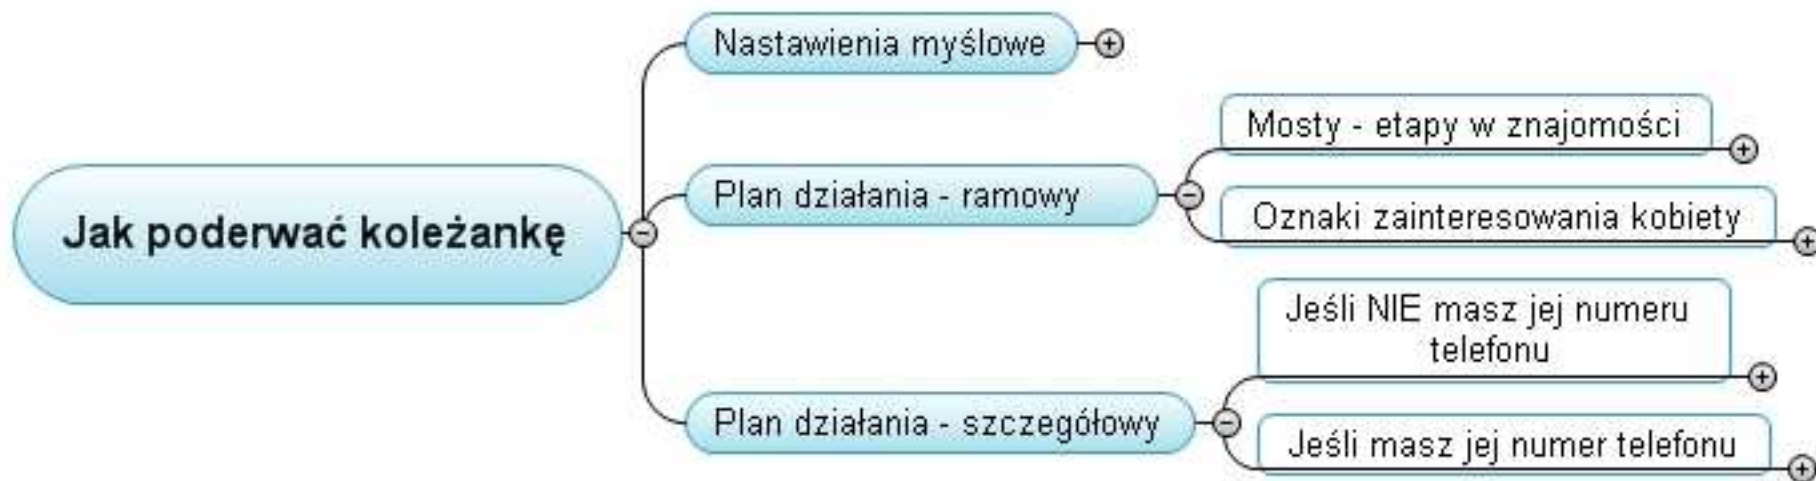 Jak poderwać koleżankę
Nastawienia myślowe
Plan działania - ramowy
Mosty - etapy w znajomości
Oznaki zainteresowania kobiety
Plan działania - szczegółowy
Jeśli NIE masz jej numeru
telefonu
Jeśli masz jej numer telefonu